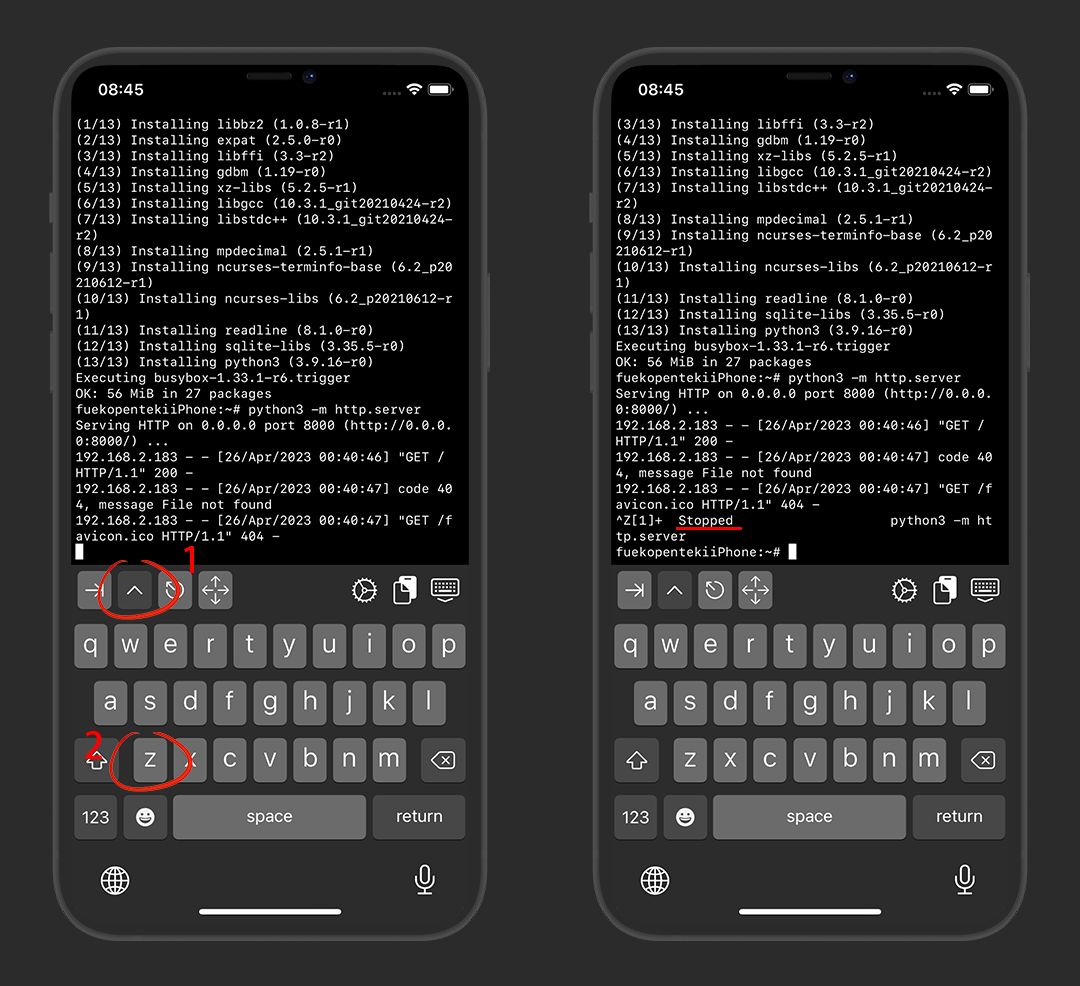 08:45
(1/13) Installing libbz2 (1.0.8-r1)
(2/13) Installing expat (2.5.0-r0)
(3/13) Installing libffi (3.3-r2)
(4/13) Installing gdbm (1.19-r0)
(5/13) Installing xz-libs (5.2.5-r1)
(6/13) Installing libgcc (10.3.1_git20210424-r2)
(7/13) Installing libstdc++ (10.3.1_git20210424-
r2)
(8/13) Installing mpdecimal (2.5.1-r1)
(9/13) Installing ncurses-terminfo-base (6.2_p20
210612-r1)
(10/13) Installing ncurses-libs (6.2_p20210612-r
1)
(11/13) Installing readline (8.1.0-r0)
(12/13) Installing sqlite-libs (3.35.5-r0)
(13/13) Installing python3 (3.9.16-r0)
Executing busybox-1.33.1-r6.trigger
OK: 56 MiB in 27 packages
fuekopentekiiPhone:~# python3 -m http.server
Serving HTTP on 0.0.0.0 port 8000 (http://0.0.0.
0:8000/) ...
192.168.2.183 - - [26/Apr/2023 00:40:46] "GET /
HTTP/1.1" 200 -
192.168.2.183 - - [26/Apr/2023 00:40:47] code 40
4, message File not found
192.168.2.183 - - [26/Apr/2023 00:40:47] "GET /f
avicon.ico HTTP/1.1" 404 -
1
q w e r t y u i o p
a s d f g h j k l
2
z x c v b n m
123 space return
08:45
(3/13) Installing libffi (3.3-r2)
(4/13) Installing gdbm (1.19-r0)
(5/13) Installing xz-libs (5.2.5-r1)
(6/13) Installing libgcc (10.3.1_git20210424-r2)
(7/13) Installing libstdc++ (10.3.1_git20210424-
r2)
(8/13) Installing mpdecimal (2.5.1-r1)
(9/13) Installing ncurses-terminfo-base (6.2_p20
210612-r1)
(10/13) Installing ncurses-libs (6.2_p20210612-r
1)
(11/13) Installing readline (8.1.0-r0)
(12/13) Installing sqlite-libs (3.35.5-r0)
(13/13) Installing python3 (3.9.16-r0)
Executing busybox-1.33.1-r6.trigger
OK: 56 MiB in 27 packages
fuekopentekiiPhone:~# python3 -m http.server
Serving HTTP on 0.0.0.0 port 8000 (http://0.0.0.
0:8000/) ...
192.168.2.183 - - [26/Apr/2023 00:40:46] "GET /
HTTP/1.1" 200 -
192.168.2.183 - - [26/Apr/2023 00:40:47] code 40
4, message File not found
192.168.2.183 - - [26/Apr/2023 00:40:47] "GET /f
avicon.ico HTTP/1.1" 404 -
^Z[1]+  Stopped                    python3 -m ht
tp.server
fuekopentekiiPhone:~#
q w e r t y u i o p
a s d f g h j k l
z x c v b n m
123 space return